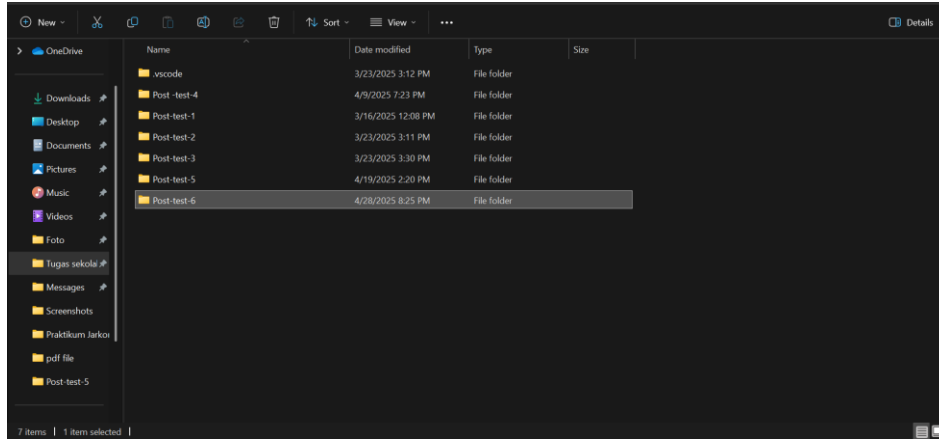 New Sort View ... Details
OneDrive
Downloads
Desktop
Documents
Pictures
Music
Videos
Foto
Tugas sekola
Messages
Screenshots
Praktikum Jarko
pdf file
Post-test-5
Name Date modified Type Size
.vscode 3/23/2025 3:12 PM File folder
Post -test-4 4/9/2025 7:23 PM File folder
Post-test-1 3/16/2025 12:08 PM File folder
Post-test-2 3/23/2025 3:11 PM File folder
Post-test-3 3/23/2025 3:30 PM File folder
Post-test-5 4/19/2025 2:20 PM File folder
Post-test-6 4/28/2025 8:25 PM File folder
7 items 1 item selected